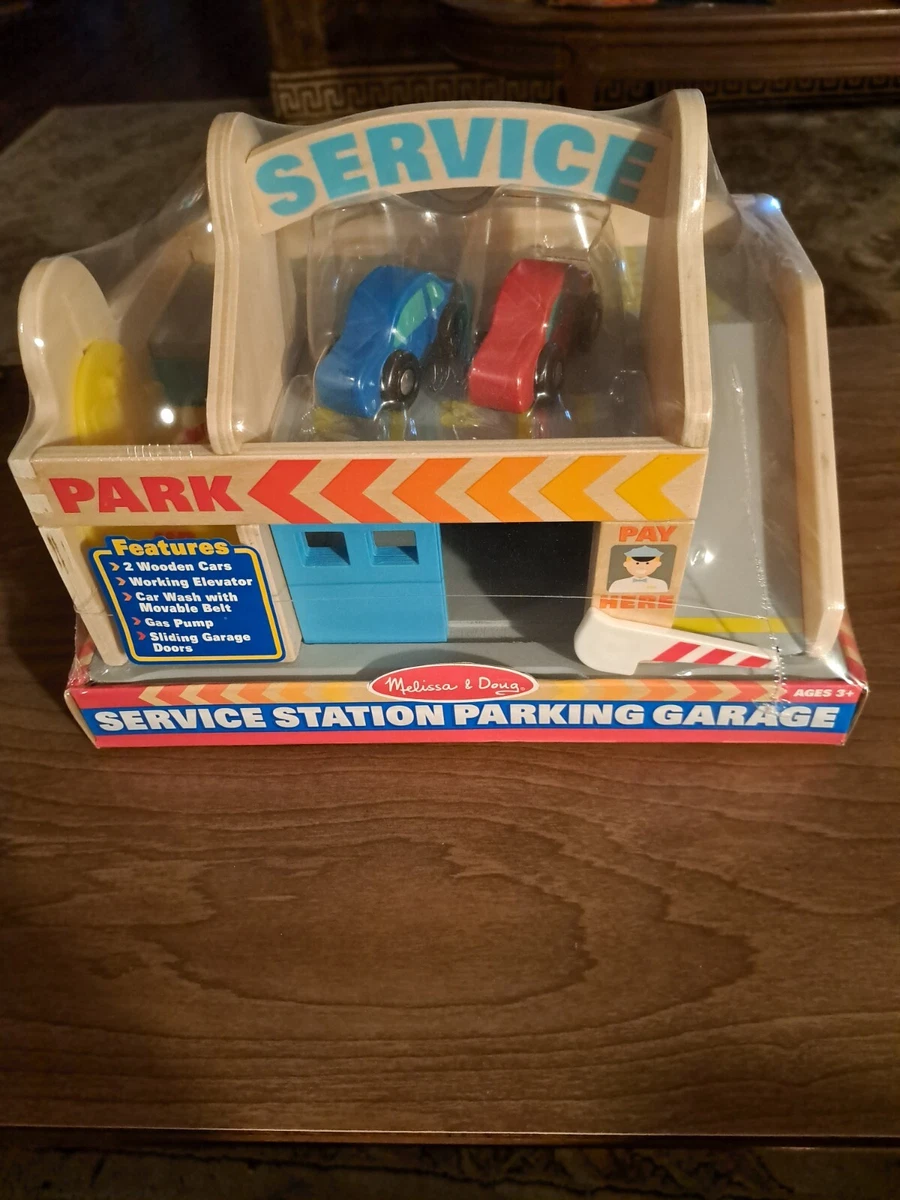 SERVICE
PARK
PAY
HERE
Features
2 Wooden Cars
Working Elevator
Car Wash with
Movable Belt
Gas Pump
Sliding Garage
Doors
Melissa & Doug
AGES 3+
SERVICE STATION PARKING GARAGE